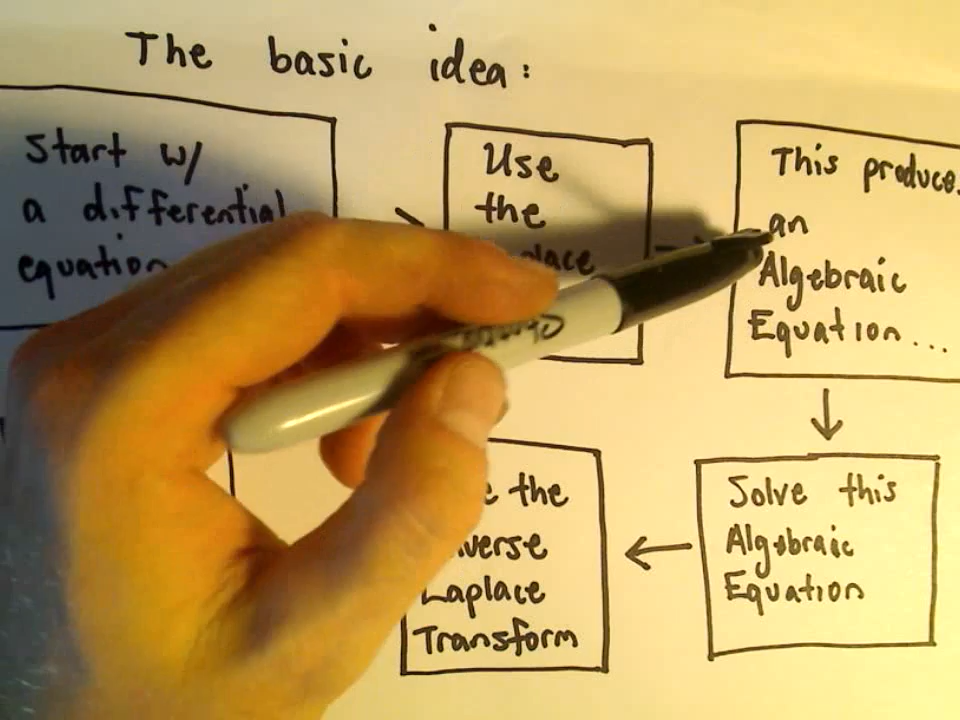 The basic idea:
Start w/
a differential
equation
Use
the
This
an
Algebraic
Equation...
Solve this
Algebraic
Equation
the
Laplace
Transform